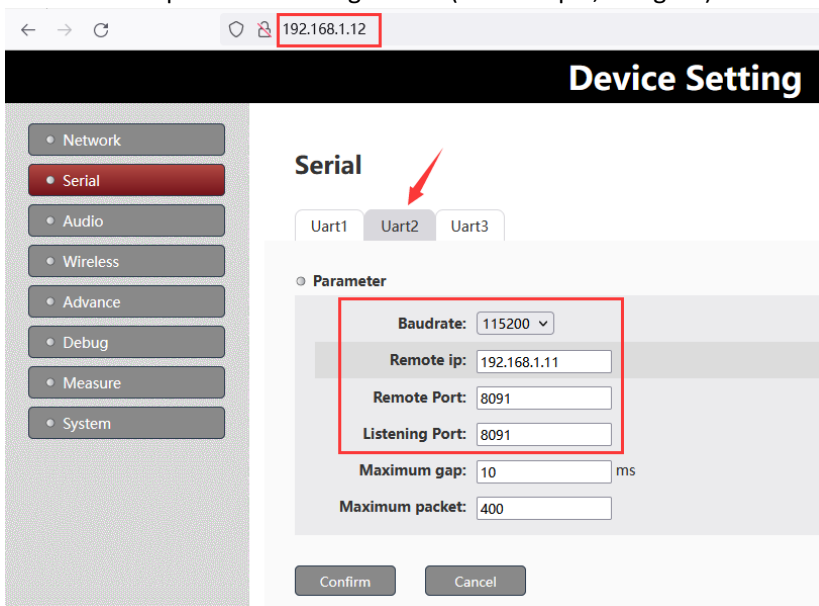 192.168.1.12
Device Setting
Network
Serial
Audio
Wireless
Advance
Debug
Measure
System
Serial
Uart1 Uart2 Uart3
Parameter
Baudrate: 115200
Remote ip: 192.168.1.11
Remote Port: 8091
Listening Port: 8091
Maximum gap: 10 ms
Maximum packet: 400
Confirm Cancel